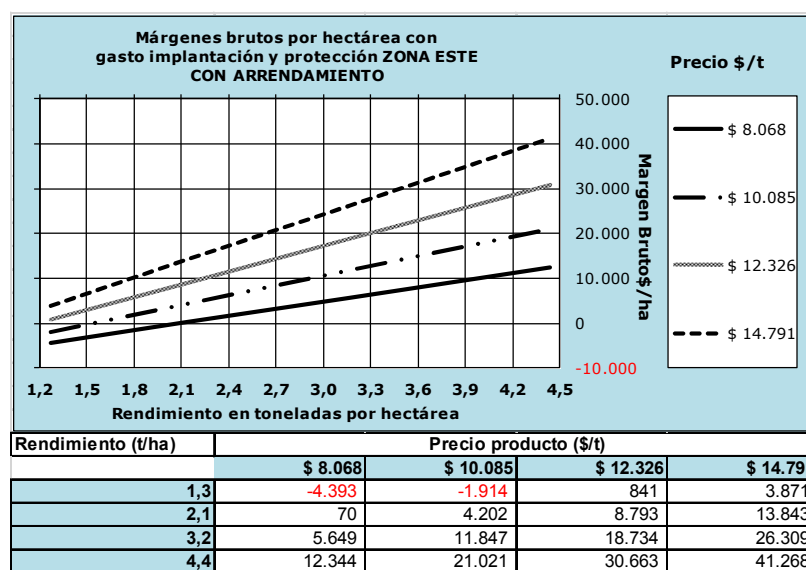 Márgenes brutos por hectárea con
gasto implantación y protección ZONA ESTE
CON ARRENDAMIENTO
Precio $/t
50.000
40.000
30.000
20.000
10.000
0
-10.000
Margen Bruto$/ha
$ 8.068
$ 10.085
$ 12.326
$ 14.791
1,2 1,5 1,8 2,1 2,4 2,7 3,0 3,3 3,6 3,9 4,2 4,5
Rendimiento en toneladas por hectárea
Rendimiento (t/ha) Precio producto ($/t)
$ 8.068 $ 10.085 $ 12.326 $ 14.79
1,3 -4.393 -1.914 841 3.871
2,1 70 4.202 8.793 13.843
3,2 5.649 11.847 18.734 26.309
4,4 12.344 21.021 30.663 41.268